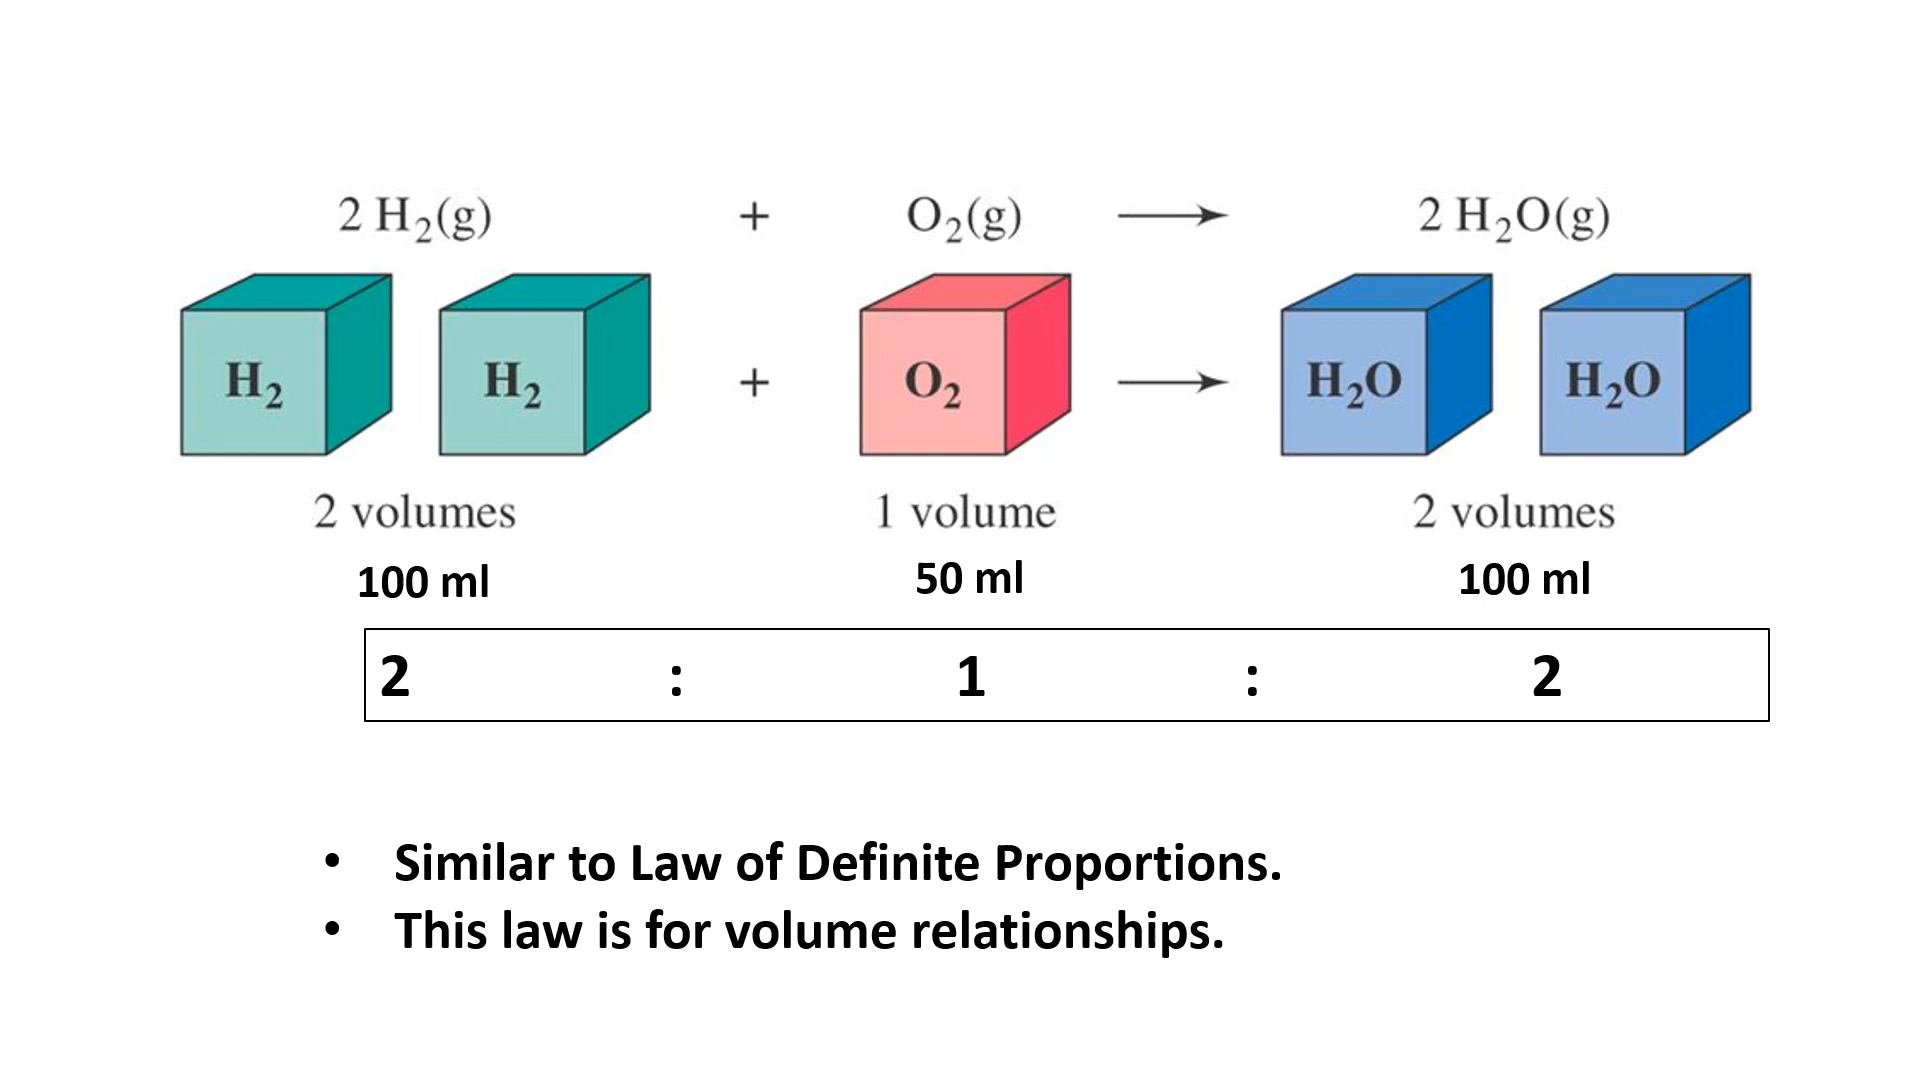 2 H₂(g) + O₂(g) ⟶ 2 H₂O(g)
H₂ H₂ + O₂ ⟶ H₂O H₂O
2 volumes 1 volume 2 volumes
100 ml 50 ml 100 ml
2 : 1 : 2
• Similar to Law of Definite Proportions.
• This law is for volume relationships.